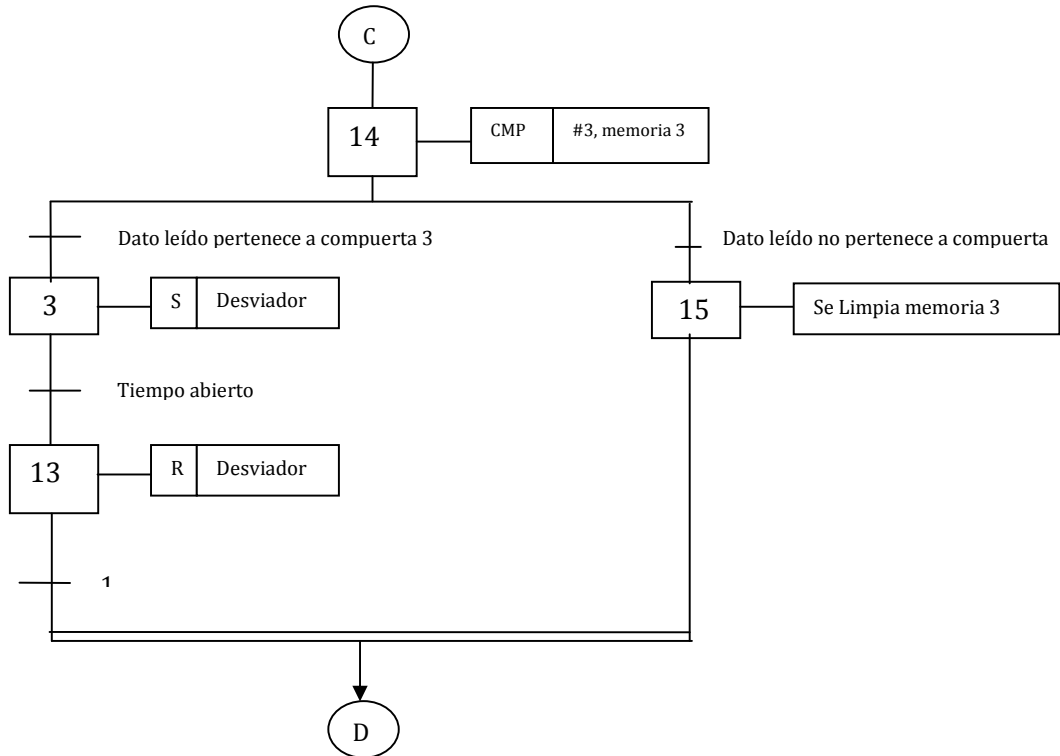 C
14
CMP #3, memoria 3
Dato leído pertenece a compuerta 3
Dato leído no pertenece a compuerta
3
S Desviador
15
Se Limpia memoria 3
Tiempo abierto
13
R Desviador
1
D